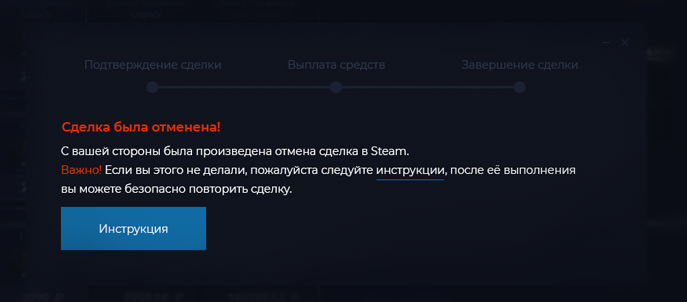 Подтверждение сделки
Выплата средств
Завершение сделки
Сделка была отменена!
С вашей стороны была произведена отмена сделка в Steam.
Важно! Если вы этого не делали, пожалуйста следуйте инструкции, после её выполнения
вы можете безопасно повторить сделку.
Инструкция